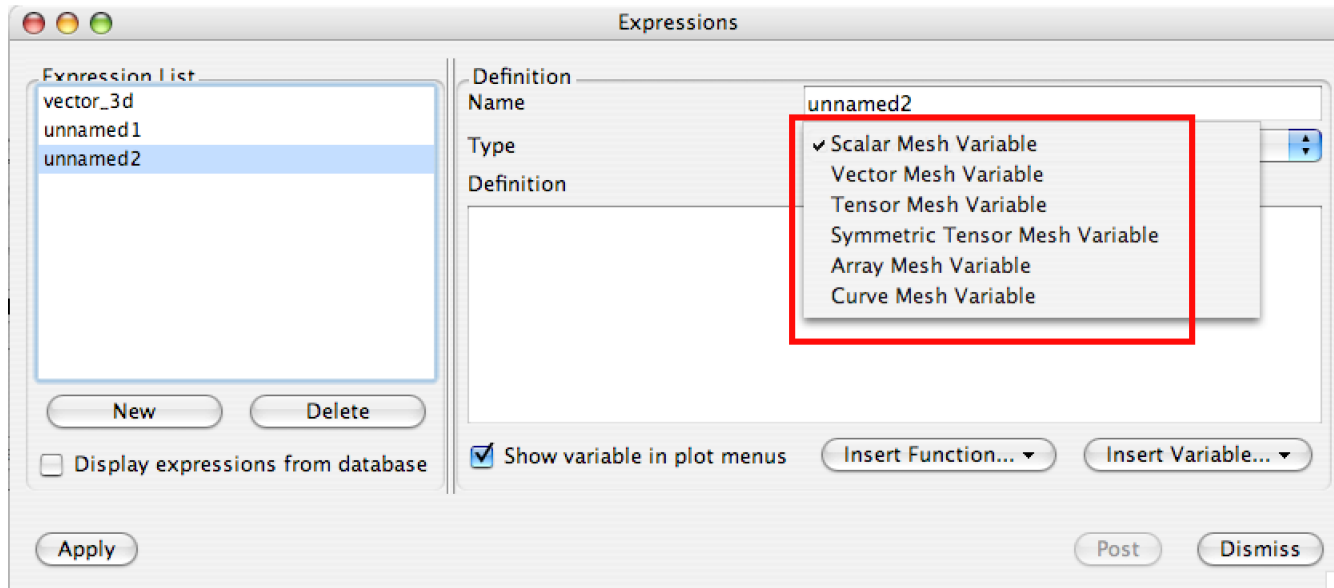 Expressions
Expression List
vector_3d
unnamed1
unnamed2
New
Delete
Display expressions from database
Definition
Name
unnamed2
Type
Scalar Mesh Variable
Vector Mesh Variable
Tensor Mesh Variable
Symmetric Tensor Mesh Variable
Array Mesh Variable
Curve Mesh Variable
Definition
Show variable in plot menus
Insert Function...
Insert Variable...
Apply
Post
Dismiss